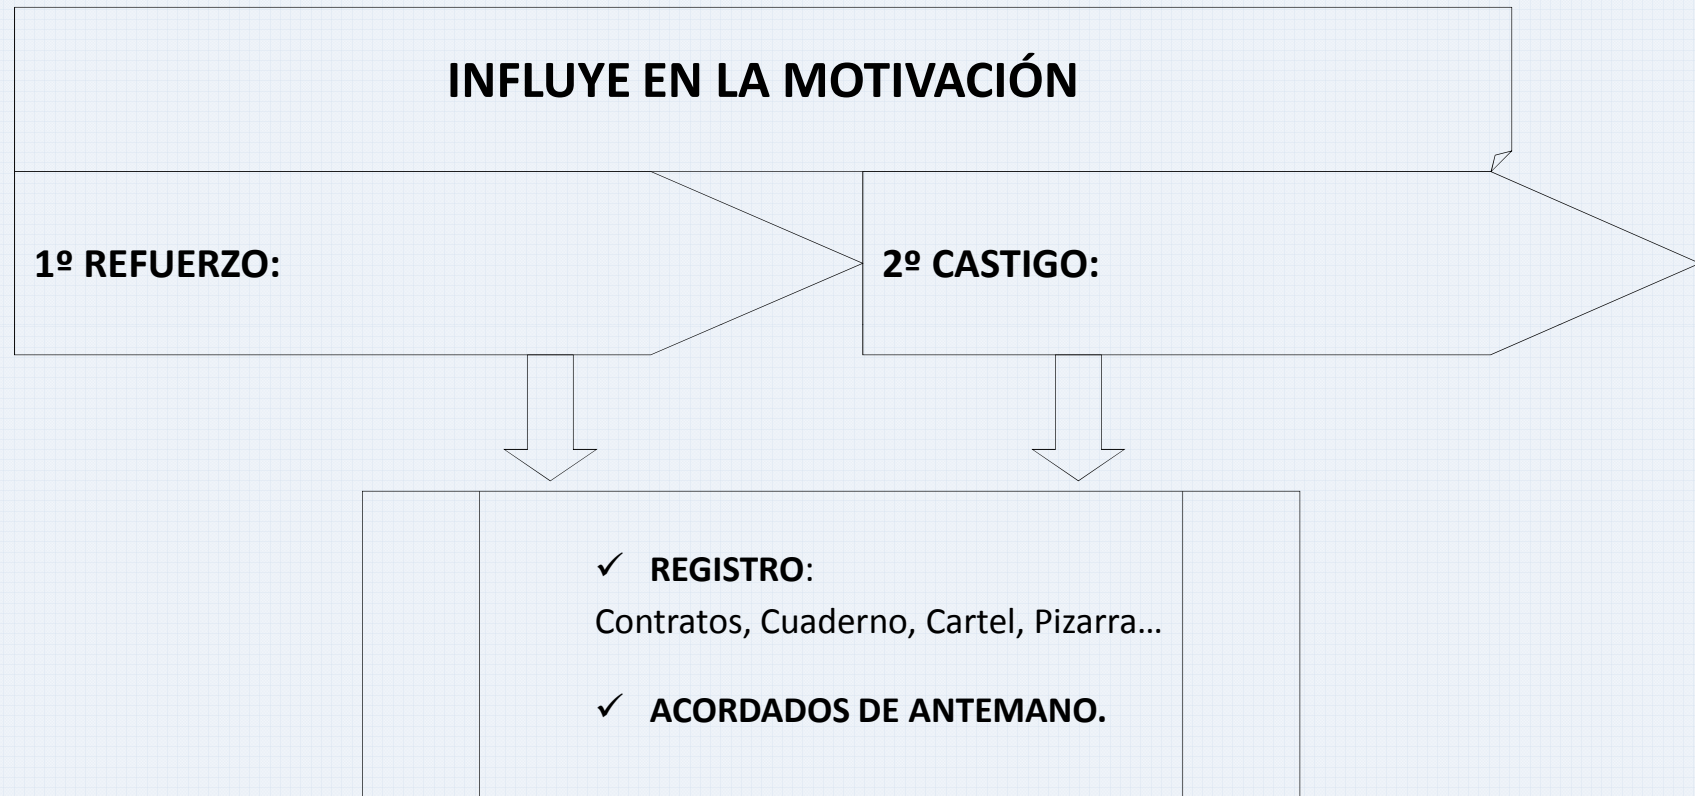 INFLUYE EN LA MOTIVACIÓN
1º REFUERZO:
2º CASTIGO:
✓ REGISTRO:
Contratos, Cuaderno, Cartel, Pizarra…
✓ ACORDADOS DE ANTEMANO.